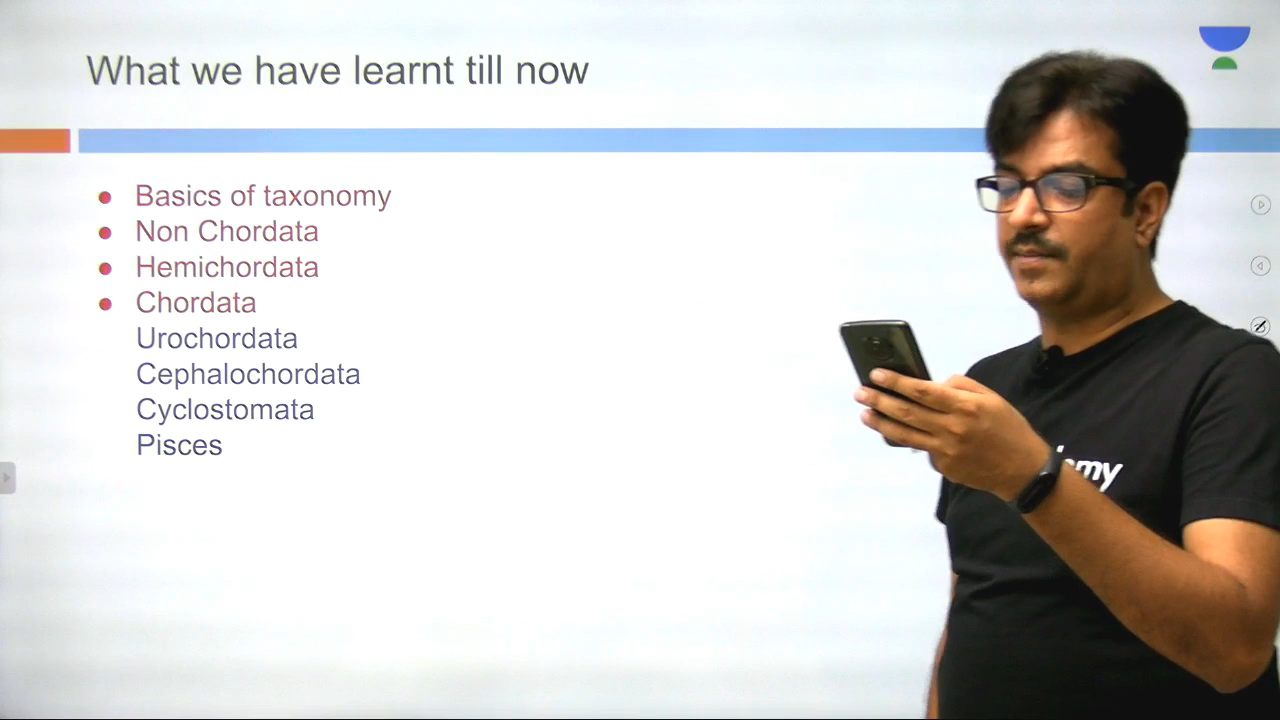 What we have learnt till now
● Basics of taxonomy
● Non Chordata
● Hemichordata
● Chordata
Urochordata
Cephalochordata
Cyclostomata
Pisces